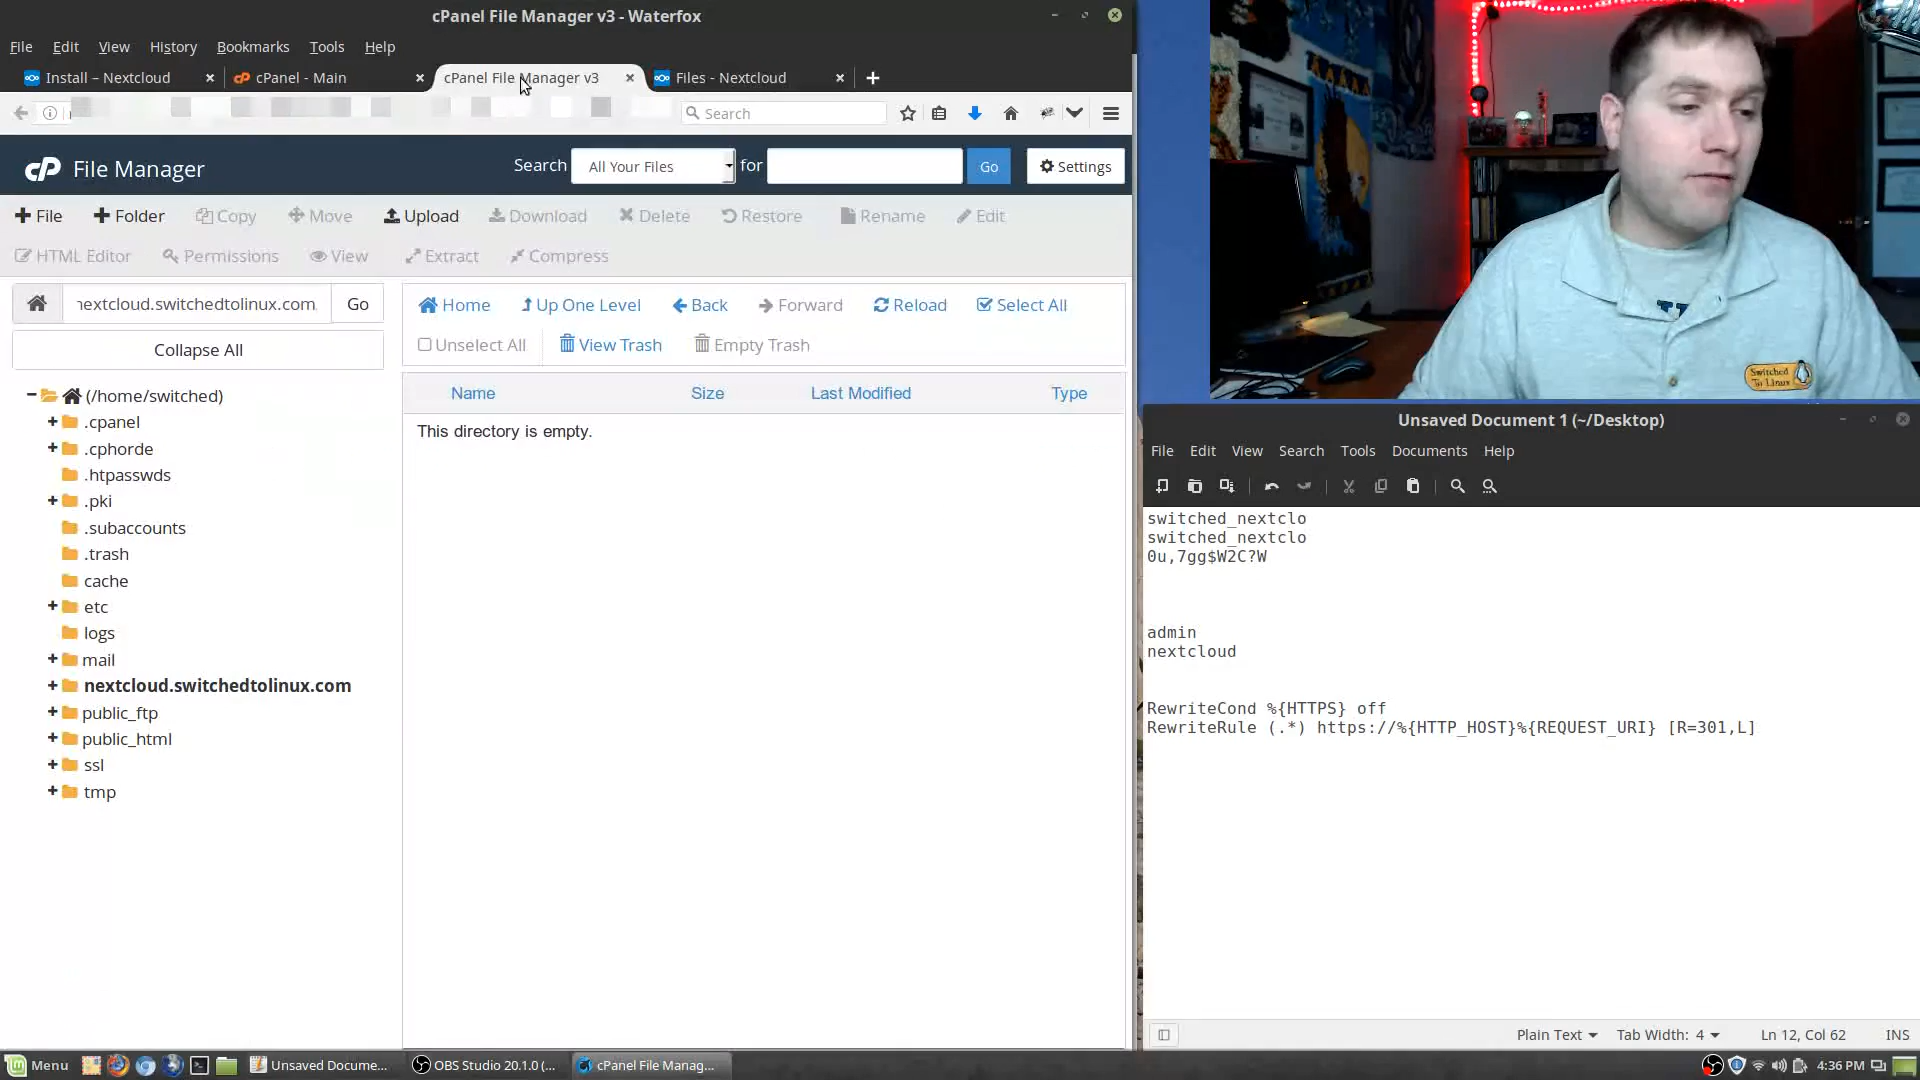 cPanel File Manager v3 - Waterfox
File Edit View History Bookmarks Tools Help
Install – Nextcloud
cPanel - Main
cPanel File Manager v3
Files - Nextcloud
Search
cP File Manager
Search All Your Files for Go Settings
File Folder Copy Move Upload Download Delete Restore Rename Edit
HTML Editor Permissions View Extract Compress
nextcloud.switchedtolinux.com Go
Collapse All
Home Up One Level Back Forward Reload Select All
Unselect All View Trash Empty Trash
Name Size Last Modified Type
This directory is empty.
(/home/switched)
.cpanel
.cphorde
.htpasswds
.pki
.subaccounts
.trash
cache
etc
logs
mail
nextcloud.switchedtolinux.com
public_ftp
public_html
ssl
tmp
Switched
To Linux
Unsaved Document 1 (~/Desktop)
File Edit View Search Tools Documents Help
switched_nextclo
switched_nextclo
0u,7gg$W2C?W
admin
nextcloud
RewriteCond %{HTTPS} off
RewriteRule (.*) https://%{HTTP_HOST}%{REQUEST_URI} [R=301,L]
Plain Text Tab Width: 4 Ln 12, Col 62 INS
Menu
Unsaved Docume...
OBS Studio 20.1.0 (...
cPanel File Manag...
4:36 PM